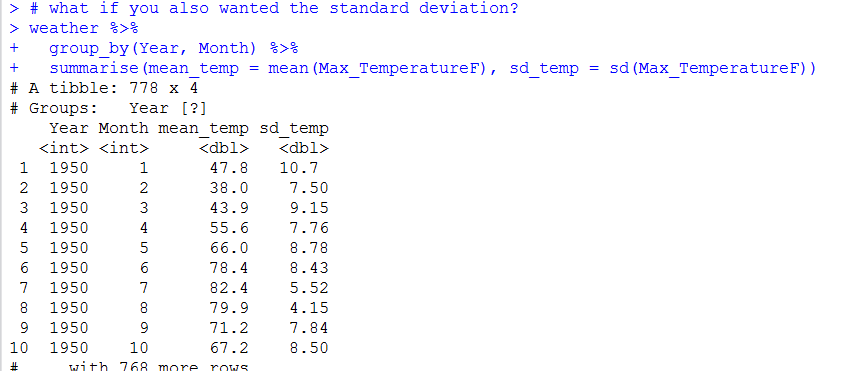 > # what if you also wanted the standard deviation?
> weather %>%
+   group_by(Year, Month) %>%
+   summarise(mean_temp = mean(Max_TemperatureF), sd_temp = sd(Max_TemperatureF))
# A tibble: 778 x 4
# Groups:   Year [?]
    Year Month mean_temp sd_temp
   <int> <int>     <dbl>   <dbl>
 1  1950     1      47.8   10.7
 2  1950     2      38.0    7.50
 3  1950     3      43.9    9.15
 4  1950     4      55.6    7.76
 5  1950     5      66.0    8.78
 6  1950     6      78.4    8.43
 7  1950     7      82.4    5.52
 8  1950     8      79.9    4.15
 9  1950     9      71.2    7.84
10  1950    10      67.2    8.50
#     with 768 more rows